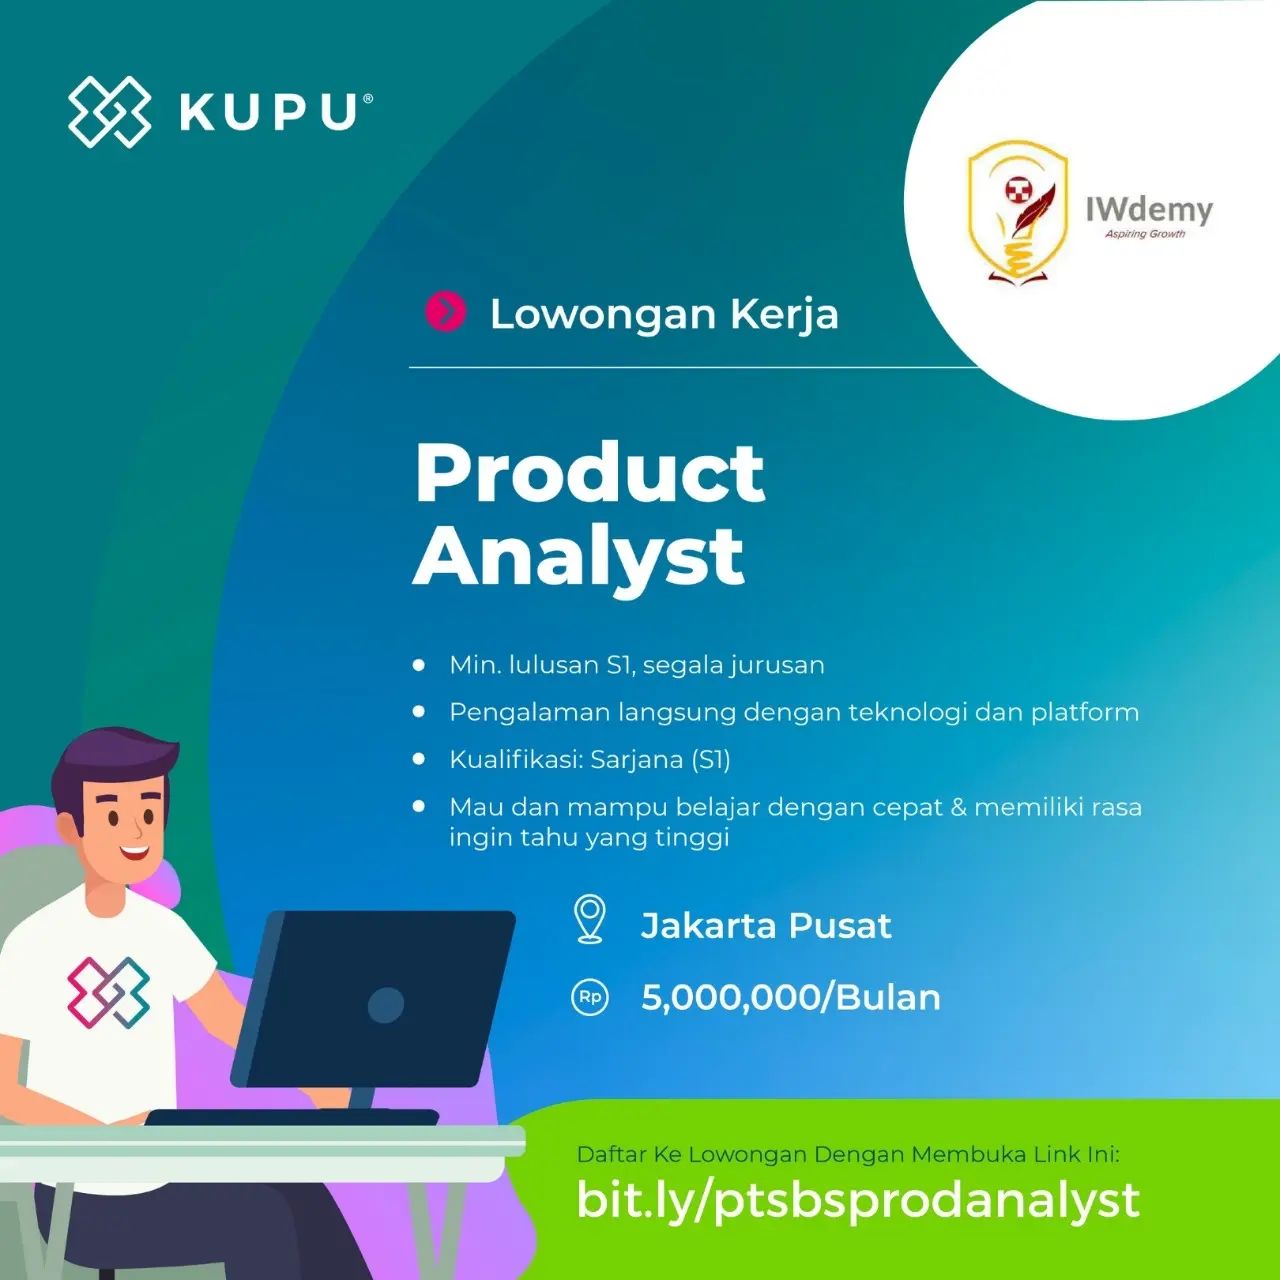 KUPU®
IWdemy
Aspiring Growth
Lowongan Kerja
Product
Analyst
• Min. lulusan S1, segala jurusan
• Pengalaman langsung dengan teknologi dan platform
• Kualifikasi: Sarjana (S1)
• Mau dan mampu belajar dengan cepat & memiliki rasa
ingin tahu yang tinggi
Jakarta Pusat
Rp 5,000,000/Bulan
Daftar Ke Lowongan Dengan Membuka Link Ini:
bit.ly/ptsbsprodanalyst